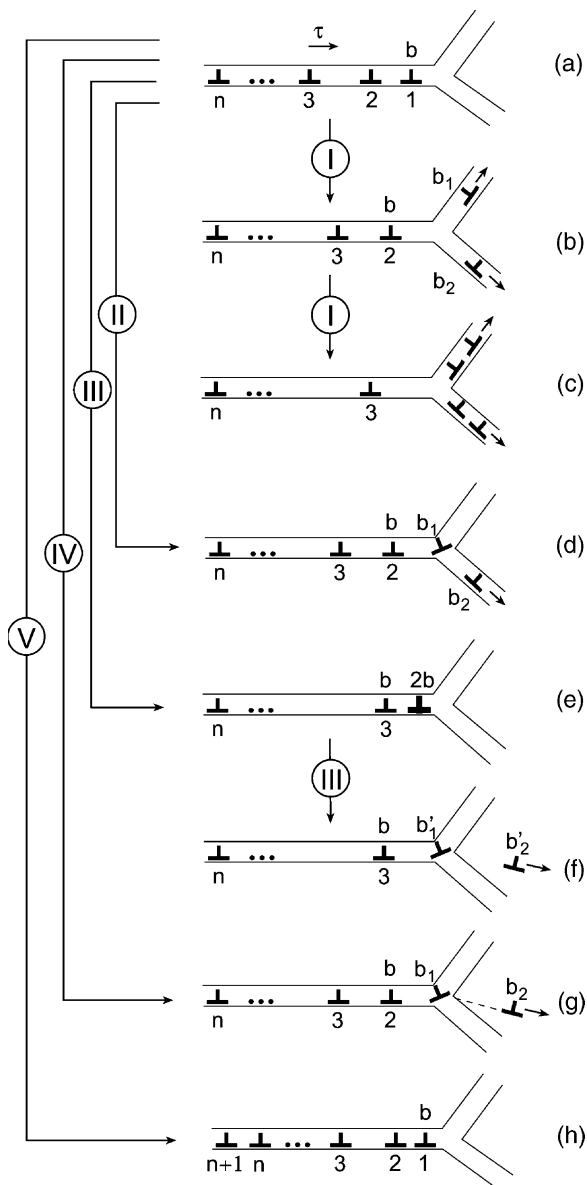 τ
b
(a)
n ... 3 2 1
I
b₁
b
(b)
n ... 3 2
b₂
I
(c)
n ... 3
II
III
b b₁
(d)
n ... 3 2
b₂
IV
V
b 2b
(e)
n ... 3
III
b b'₁ b'₂
(f)
n ... 3
b b₁ b₂
(g)
n ... 3 2
b
(h)
n+1 n ... 3 2 1